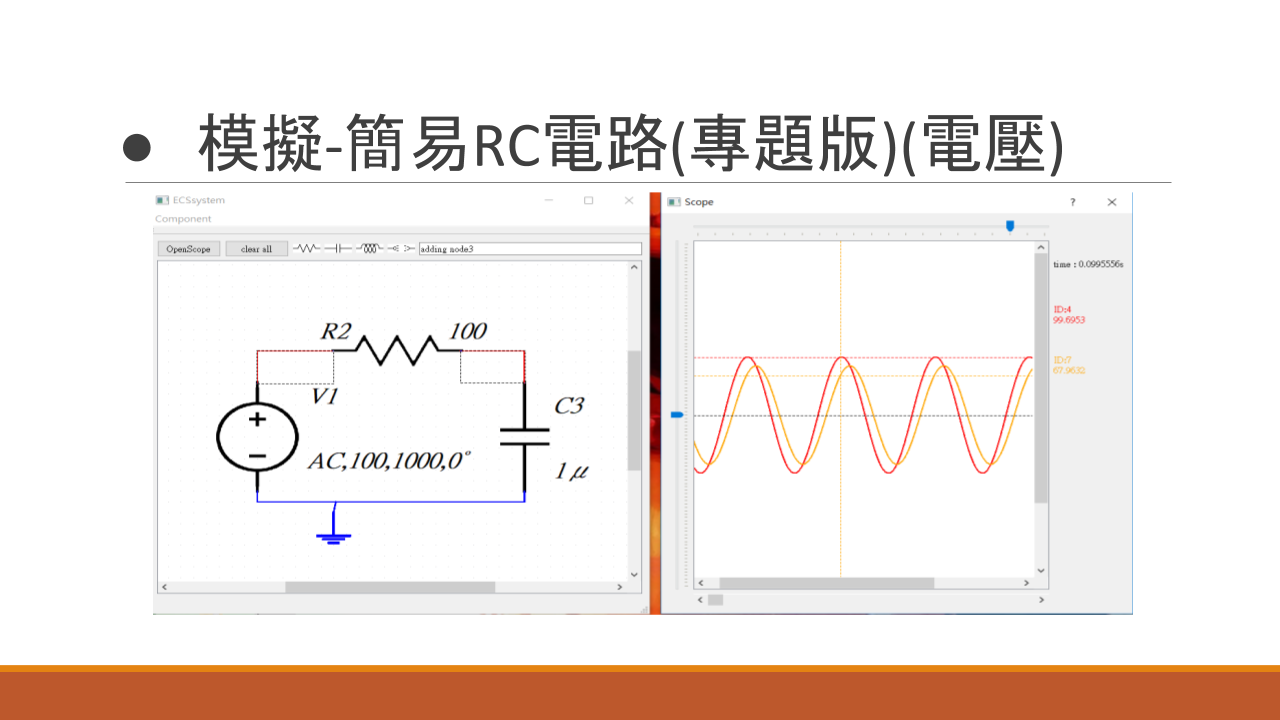 ● 模擬-簡易RC電路(專題版)(電壓)
ECSsystem
Component
OpenScope clear all adding node3
R2 100
V1
AC,100,1000,0°
C3
1μ
Scope
time : 0.0995556s
ID:4
99.6953
ID:7
67.9632